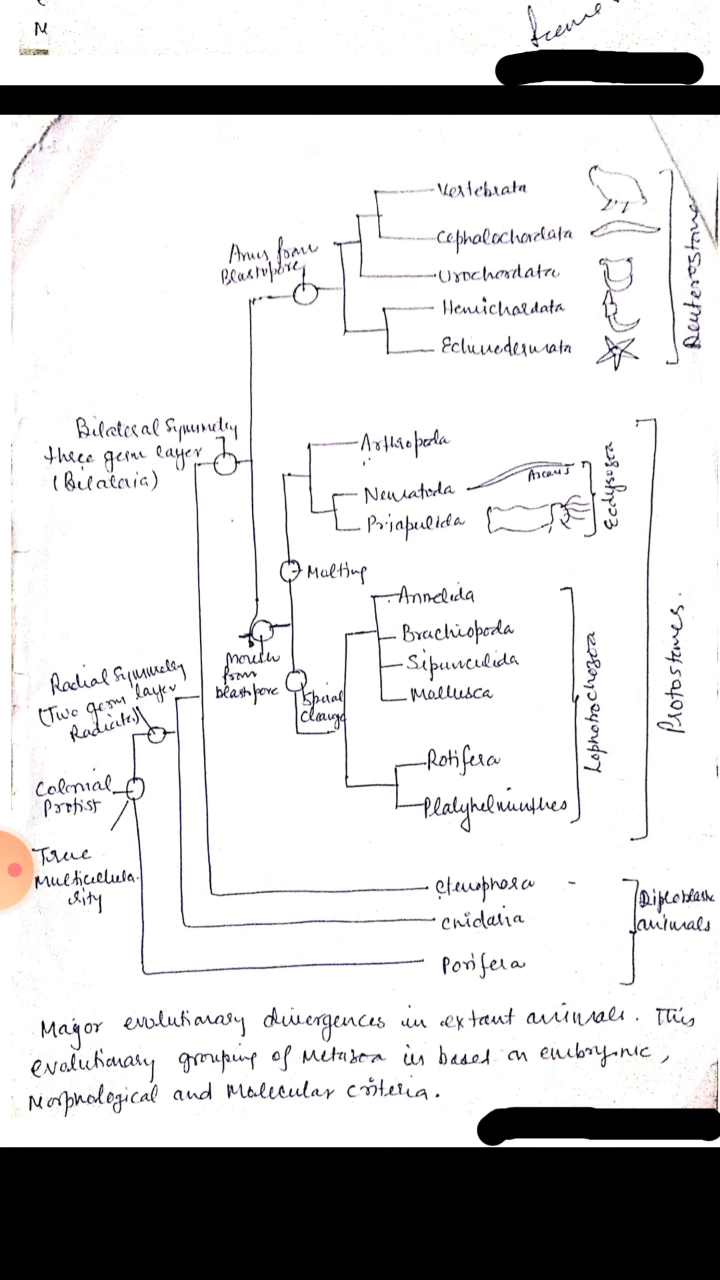 N
Vertebrata
Cephalochordata
Urochordata
Hemichordata
Echinodermata
Deuterostome
Anus from
Blastopore
Bilateral Symmetry
three germ layer
(Bilataria)
Arthropoda
Nematoda
Ascaris
Priapulida
Ecdysozoa
Molting
Annelida
Brachiopoda
Sipunculida
Mollusca
Rotifera
Platyhelminthes
Lophotrochozoa
Protostomes.
Mouth
from
blastpore
Spiral
Clavage
Radial Symmetry
(Two germ layer
Radiata)
Colonial
Protist
True
Multicellula-
rity
Ctenophora -
Cnidaria
Porifera
Diploblastic
animals
Major evolutionary divergences in extant animals. This
evolutionary grouping of Metazoa is based on embryonic,
Morphological and Molecular criteria.